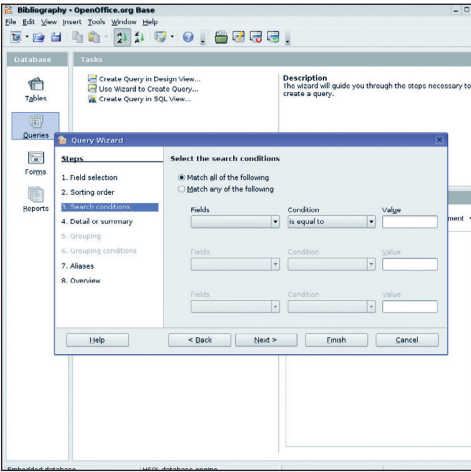 Bibliography - OpenOffice.org Base
File Edit View Insert Tools Window Help
Database
Tasks
Tables
Queries
Forms
Reports
Create Query in Design View...
Use Wizard to Create Query...
Create Query in SQL View...
Description
The wizard will guide you through the steps necessary to
create a query.
Query Wizard
Steps
1. Field selection
2. Sorting order
3. Search conditions
4. Detail or summary
5. Grouping
6. Grouping conditions
7. Aliases
8. Overview
Select the search conditions
Match all of the following
Match any of the following
Fields Condition Value
is equal to
Fields Condition Value
Fields Condition Value
Help < Back Next > Finish Cancel
ment
Embedded database HSQL database engine